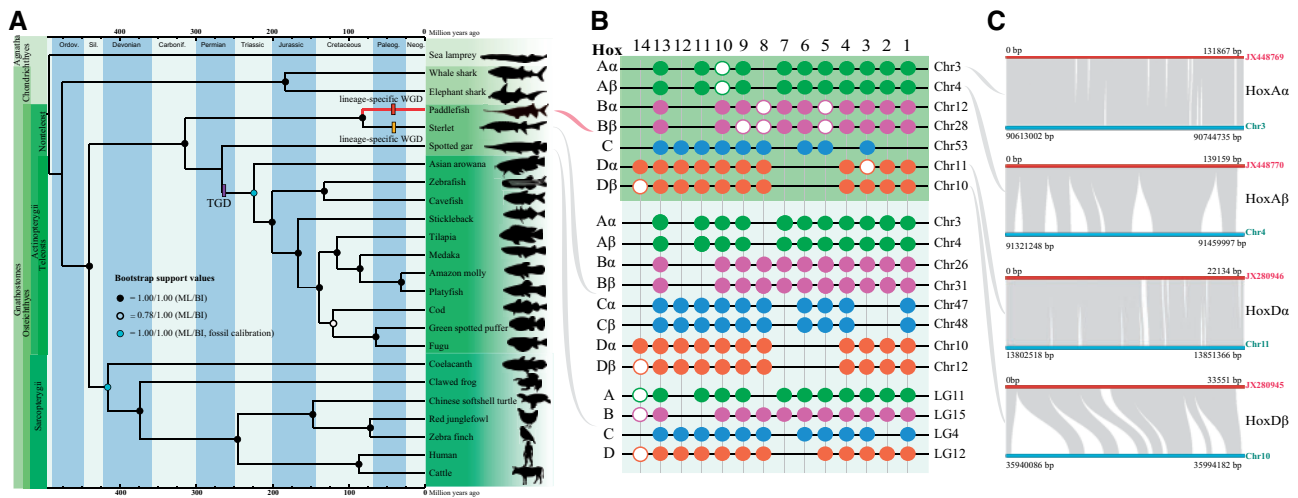 A
B
C
400
300
200
100
0
Million years ago
Ordov.
Sil.
Devonian
Carbonif.
Permian
Triassic
Jurassic
Cretaceous
Paleog.
Neog.
Agnatha
Chondrichthyes
Gnathostomes
Osteichthyes
Actinopterygii
Nonteleost
Teleosts
Sarcopterygii
Sea lamprey
Whale shark
Elephant shark
lineage-specific WGD
Paddlefish
Sterlet
lineage-specific WGD
Spotted gar
Asian arowana
TGD
Zebrafish
Cavefish
Stickleback
Tilapia
Medaka
Amazon molly
Platyfish
Cod
Green spotted puffer
Fugu
Coelacanth
Clawed frog
Chinese softshell turtle
Red junglefowl
Zebra finch
Human
Cattle
Bootstrap support values
= 1.00/1.00 (ML/BI)
= 0.78/1.00 (ML/BI)
= 1.00/1.00 (ML/BI, fossil calibration)
400
300
200
100
0
Million years ago
Hox 14 13 12 11 10 9 8 7 6 5 4 3 2 1
Aα Chr3
Aβ Chr4
Bα Chr12
Bβ Chr28
C Chr53
Dα Chr11
Dβ Chr10
Aα Chr3
Aβ Chr4
Bα Chr26
Bβ Chr31
Cα Chr47
Cβ Chr48
Dα Chr10
Dβ Chr12
A LG11
B LG15
C LG4
D LG12
0 bp 131867 bp
JX448769
HoxAα
Chr3
90613002 bp 90744735 bp
0 bp 139159 bp
JX448770
HoxAβ
Chr4
91321248 bp 91459997 bp
0 bp 22134 bp
JX280946
HoxDα
Chr11
13802518 bp 13851366 bp
0bp 33551 bp
JX280945
HoxDβ
Chr10
35940086 bp 35994182 bp